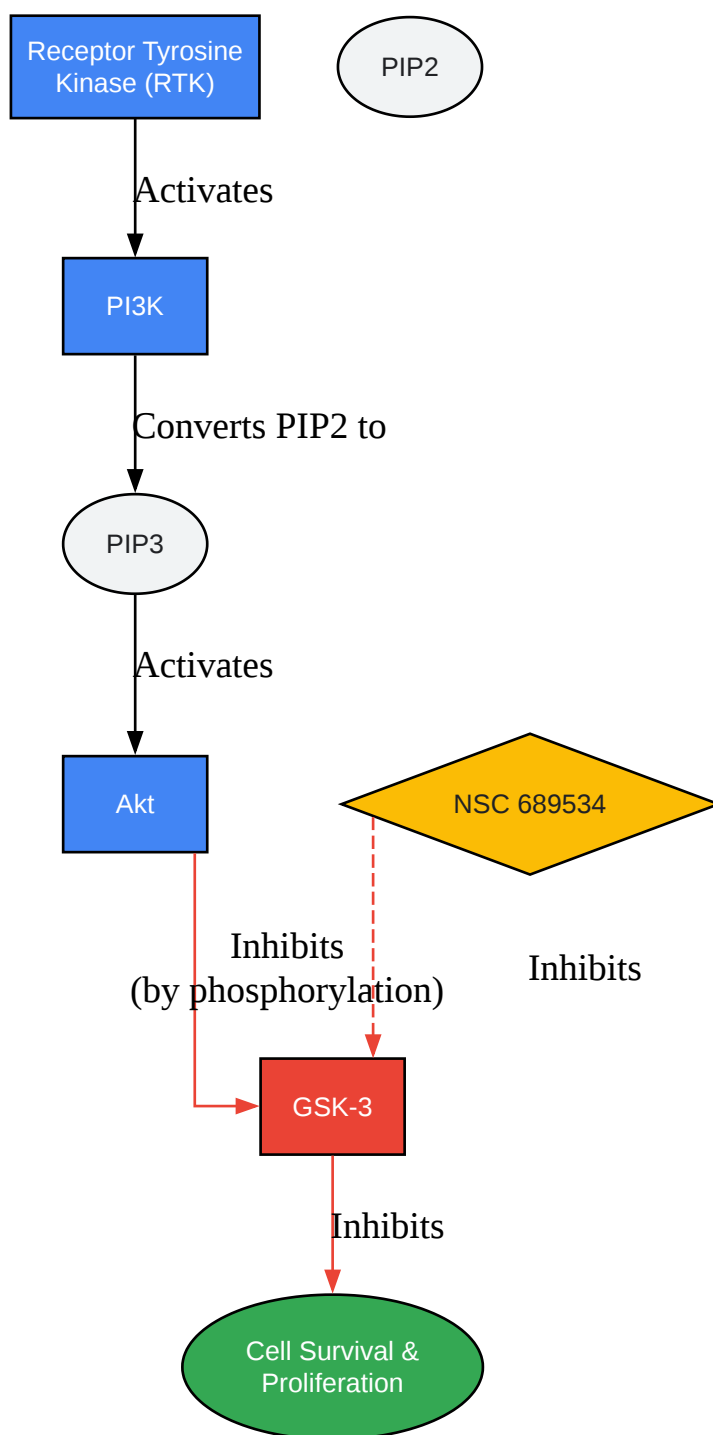 Receptor Tyrosine
Kinase (RTK)
PIP2
Activates
PI3K
Converts PIP2 to
PIP3
Activates
Akt
NSC 689534
Inhibits
(by phosphorylation)
Inhibits
GSK-3
Inhibits
Cell Survival &
Proliferation